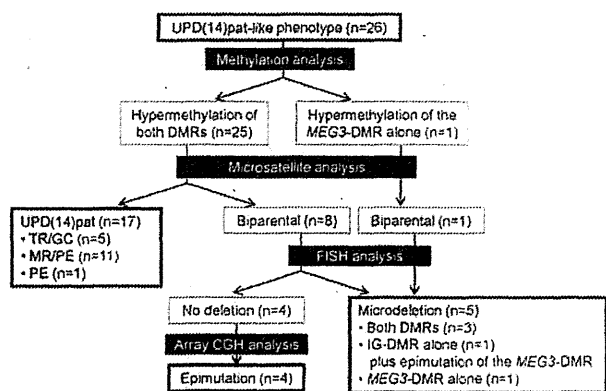 UPD(14)pat-like phenotype (n=26)
Methylation analysis
Hypermethylation of
both DMRs (n=25)
Hypermethylation of the
MEG3-DMR alone (n=1)
Microsatellite analysis
UPD(14)pat (n=17)
• TR/GC (n=5)
• MR/PE (n=11)
• PE (n=1)
Biparental (n=8)
Biparental (n=1)
FISH analysis
No deletion (n=4)
Microdeletion (n=5)
• Both DMRs (n=3)
• IG-DMR alone (n=1)
plus epimutation of the MEG3-DMR
• MEG3-DMR alone (n=1)
Array CGH analysis
Epimutation (n=4)